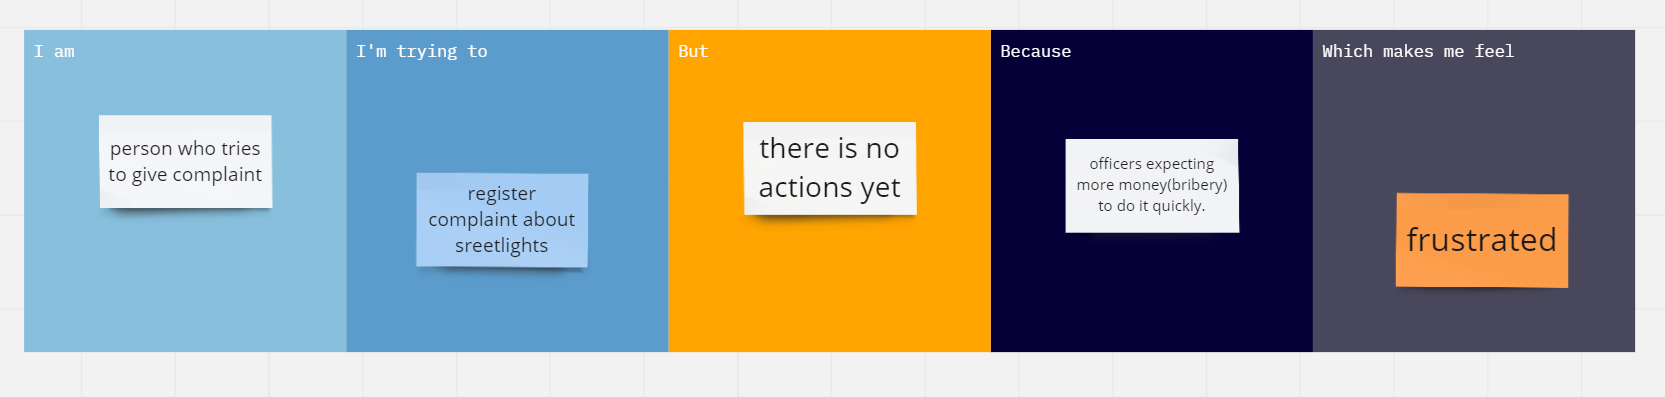 I am
person who tries
to give complaint
I'm trying to
register
complaint about
sreetlights
But
there is no
actions yet
Because
officers expecting
more money(bribery)
to do it quickly.
Which makes me feel
frustrated